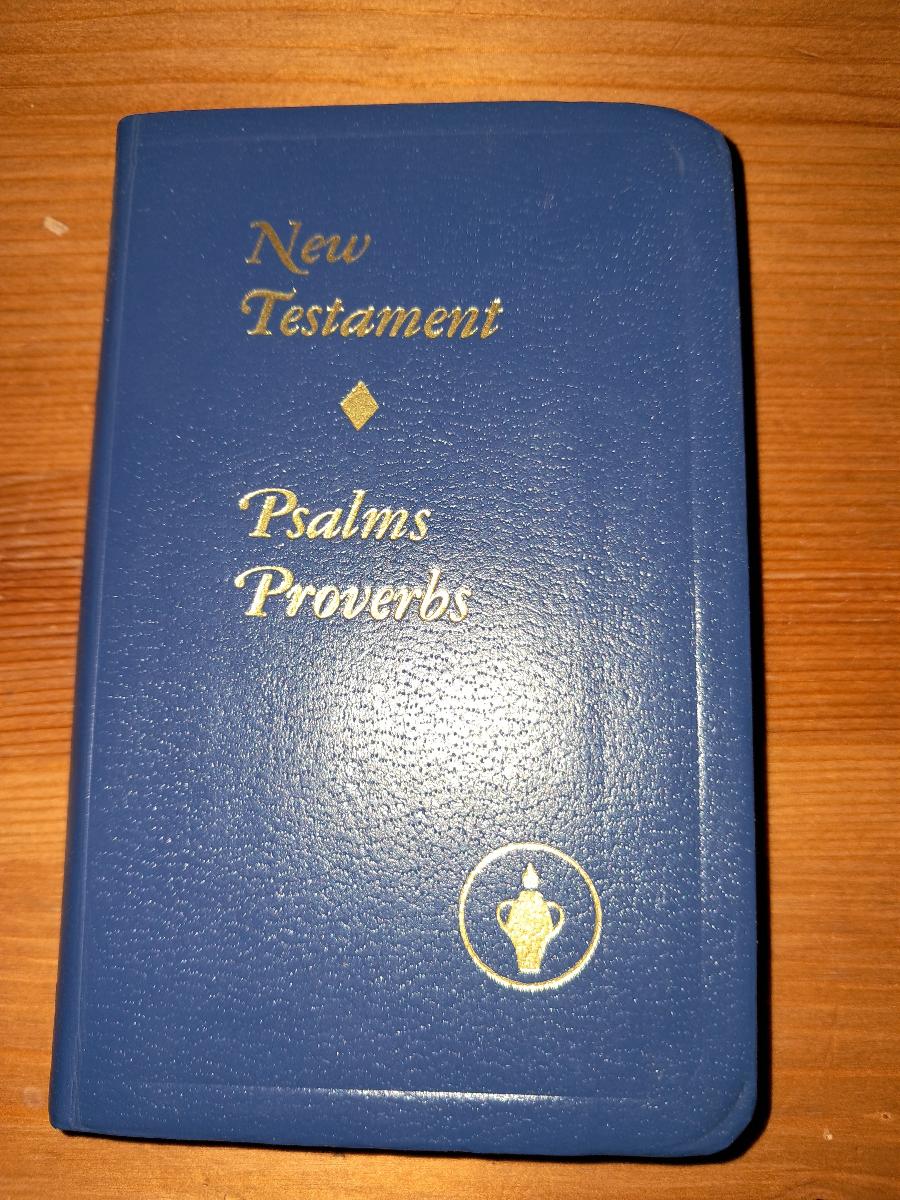 New
Testament
Psalms
Proverbs